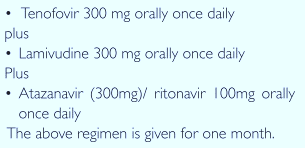 • Tenofovir 300 mg orally once daily
plus
• Lamivudine 300 mg orally once daily
Plus
• Atazanavir (300mg)/ ritonavir 100mg orally
once daily
The above regimen is given for one month.